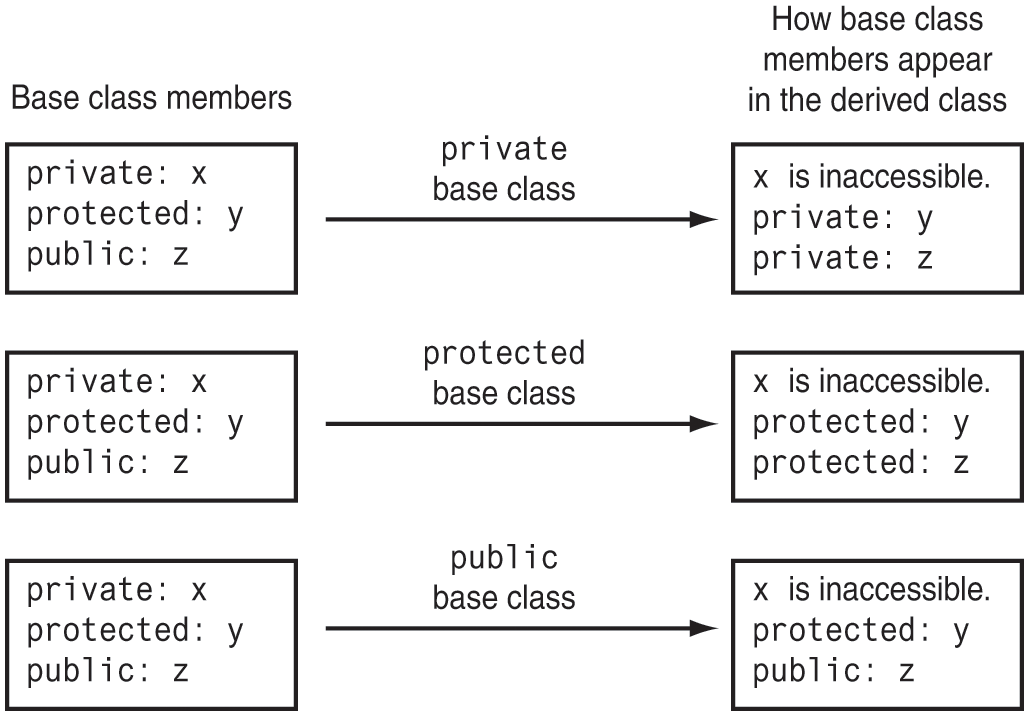 Base class members
How base class
members appear
in the derived class
private: x
protected: y
public: z
private
base class
x is inaccessible.
private: y
private: z
private: x
protected: y
public: z
protected
base class
x is inaccessible.
protected: y
protected: z
private: x
protected: y
public: z
public
base class
x is inaccessible.
protected: y
public: z